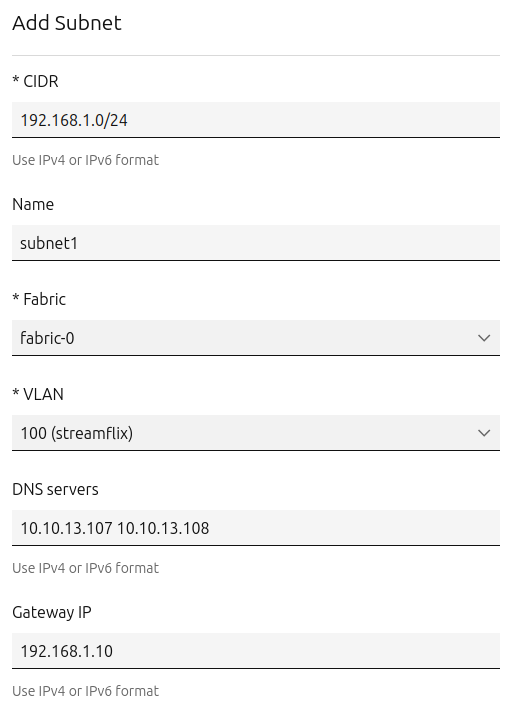 Add Subnet
* CIDR
192.168.1.0/24
Use IPv4 or IPv6 format
Name
subnet1
* Fabric
fabric-0
* VLAN
100 (streamflix)
DNS servers
10.10.13.107 10.10.13.108
Use IPv4 or IPv6 format
Gateway IP
192.168.1.10
Use IPv4 or IPv6 format